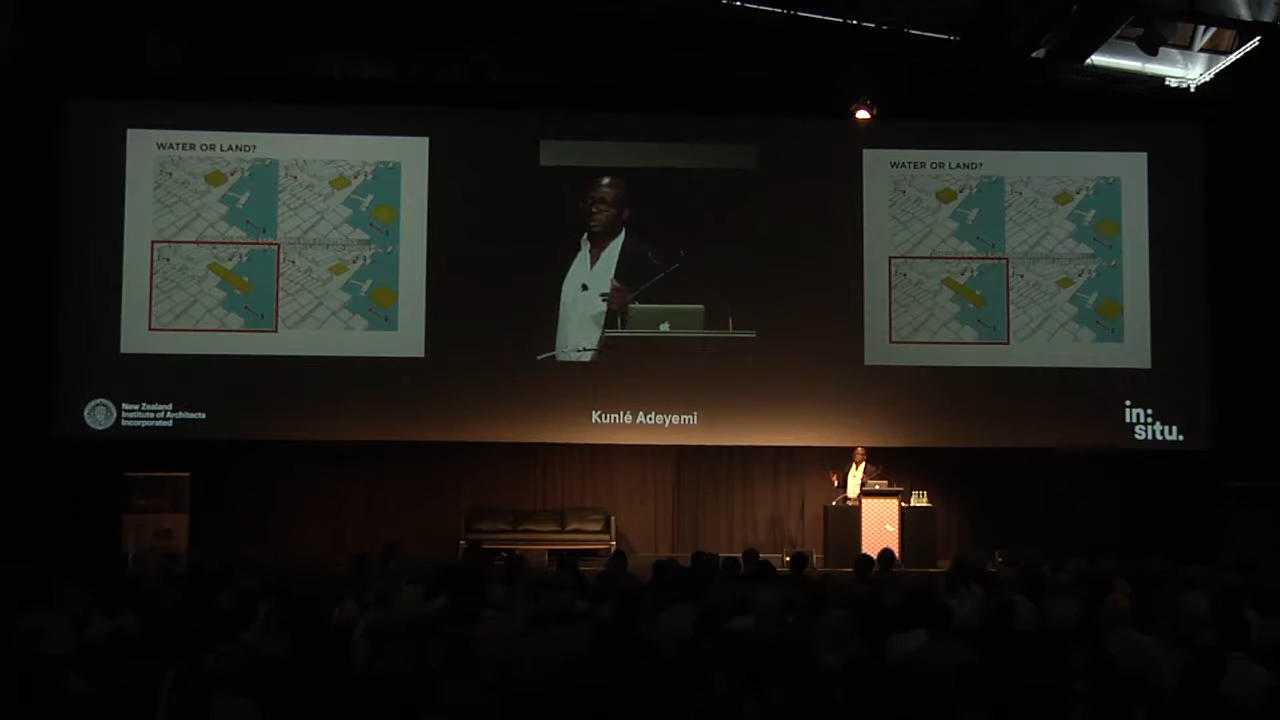 WATER OR LAND?
WATER OR LAND?
New Zealand
Institute of Architects
Incorporated
Kunlé Adeyemi
in:
situ.